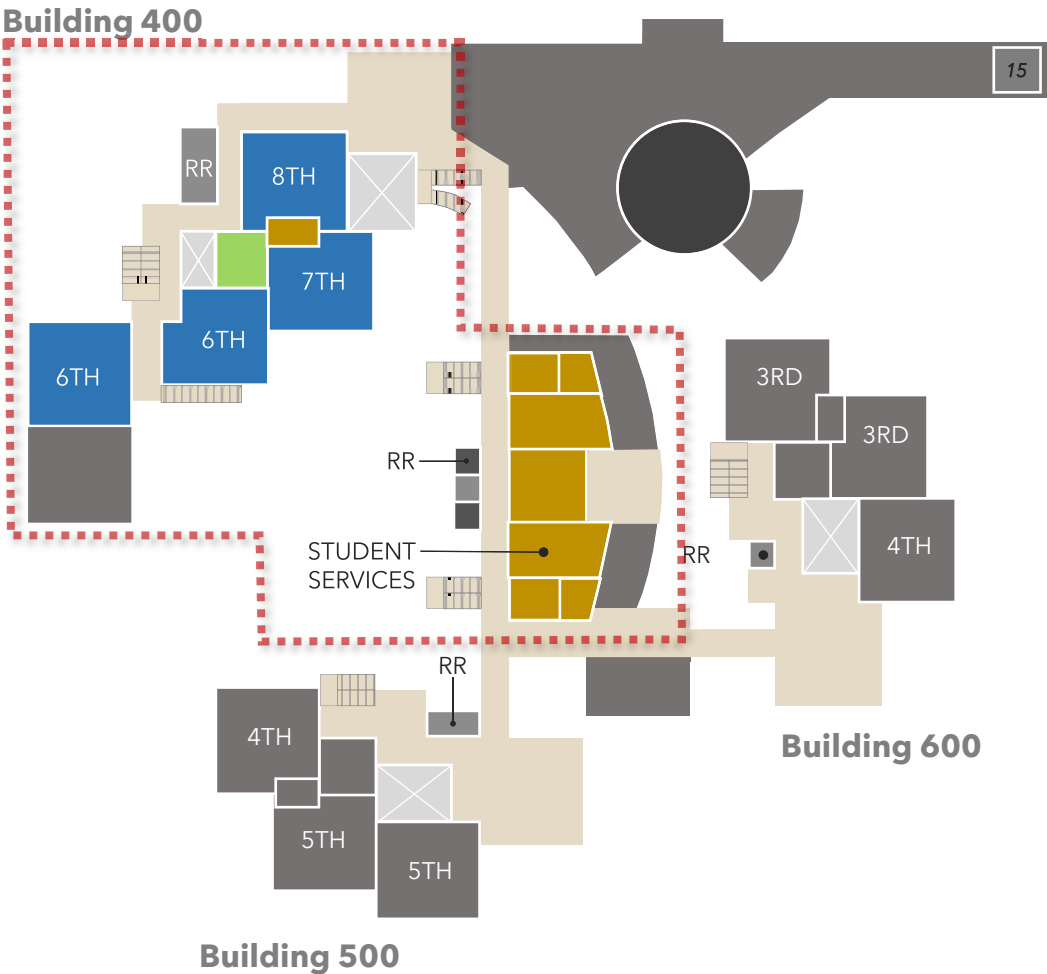 Building 400
15
RR
8TH
7TH
6TH
6TH
3RD
3RD
RR
STUDENT
SERVICES
RR
4TH
RR
4TH
Building 600
5TH
5TH
Building 500